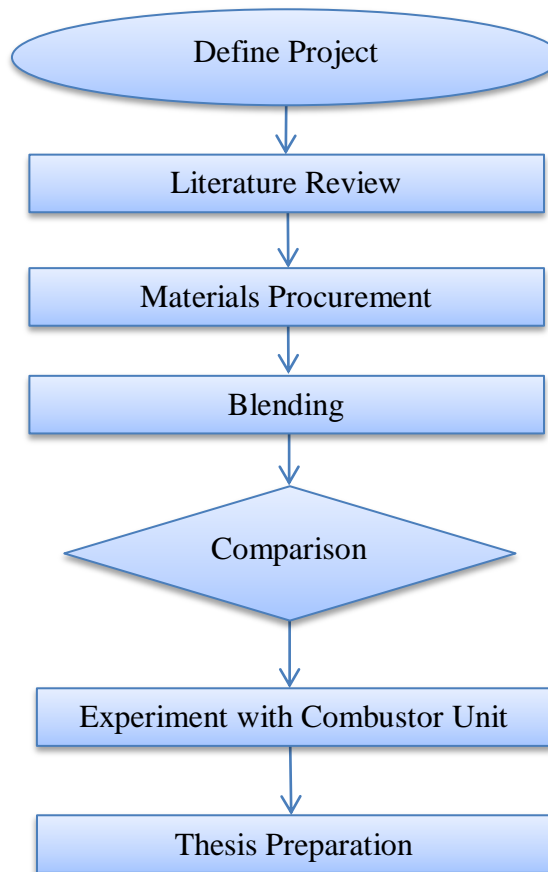 Define Project
Literature Review
Materials Procurement
Blending
Comparison
Experiment with Combustor Unit
Thesis Preparation